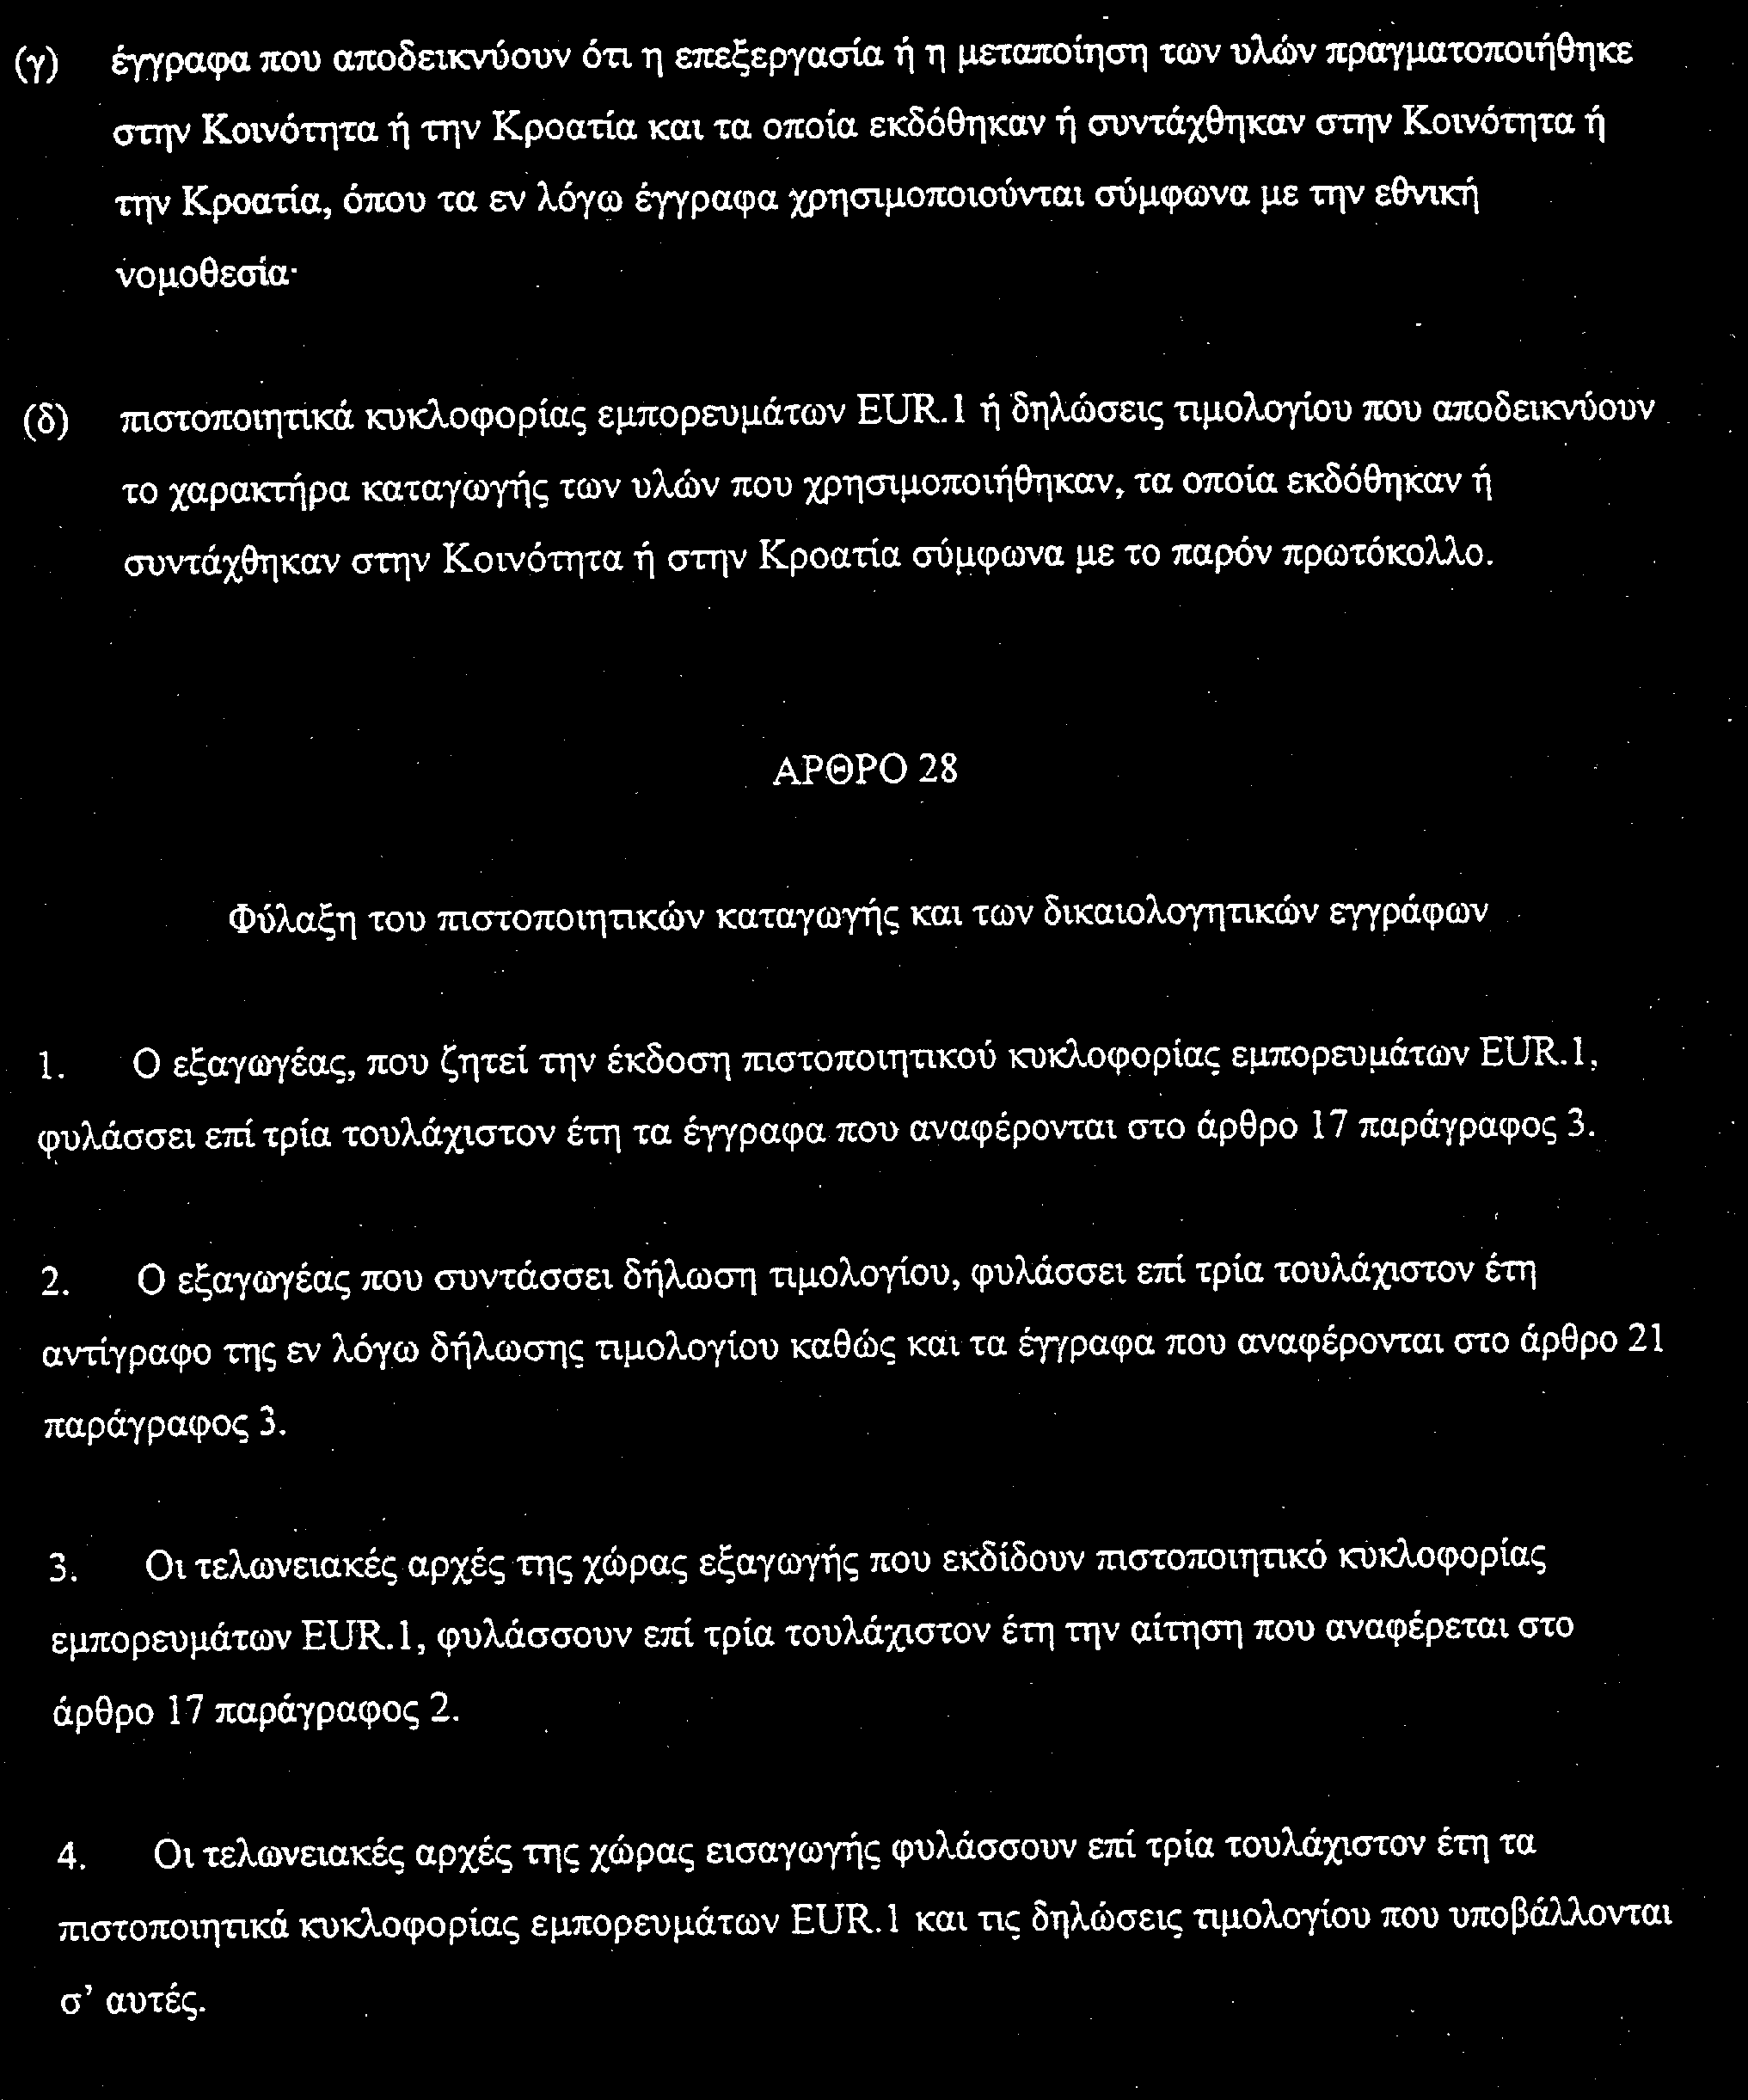 (γ) έγγραφα που αποδεικνύουν ότι η επεξεργασία ή η μεταποίηση των υλών πραγματοποιήθηκε
στην Κοινότητα ή την Κροατία και τα οποία εκδόθηκαν ή συντάχθηκαν στην Κοινότητα ή
την Κροατία, όπου τα εν λόγω έγγραφα χρησιμοποιούνται σύμφωνα με την εθνική
νομοθεσία·
(δ) πιστοποιητικά κυκλοφορίας εμπορευμάτων EUR.1 ή δηλώσεις τιμολογίου που αποδεικνύουν
το χαρακτήρα καταγωγής των υλών που χρησιμοποιήθηκαν, τα οποία εκδόθηκαν ή
συντάχθηκαν στην Κοινότητα ή στην Κροατία σύμφωνα με το παρόν πρωτόκολλο.
ΑΡΘΡΟ 28
Φύλαξη του πιστοποιητικών καταγωγής και των δικαιολογητικών εγγράφων
1. Ο εξαγωγέας, που ζητεί την έκδοση πιστοποιητικού κυκλοφορίας εμπορευμάτων EUR.1,
φυλάσσει επί τρία τουλάχιστον έτη τα έγγραφα που αναφέρονται στο άρθρο 17 παράγραφος 3.
2. Ο εξαγωγέας που συντάσσει δήλωση τιμολογίου, φυλάσσει επί τρία τουλάχιστον έτη
αντίγραφο της εν λόγω δήλωσης τιμολογίου καθώς και τα έγγραφα που αναφέρονται στο άρθρο 21
παράγραφος 3.
3. Οι τελωνειακές αρχές της χώρας εξαγωγής που εκδίδουν πιστοποιητικό κυκλοφορίας
εμπορευμάτων EUR.1, φυλάσσουν επί τρία τουλάχιστον έτη την αίτηση που αναφέρεται στο
άρθρο 17 παράγραφος 2.
4. Οι τελωνειακές αρχές της χώρας εισαγωγής φυλάσσουν επί τρία τουλάχιστον έτη τα
πιστοποιητικά κυκλοφορίας εμπορευμάτων EUR.1 και τις δηλώσεις τιμολογίου που υποβάλλονται
σ’ αυτές.